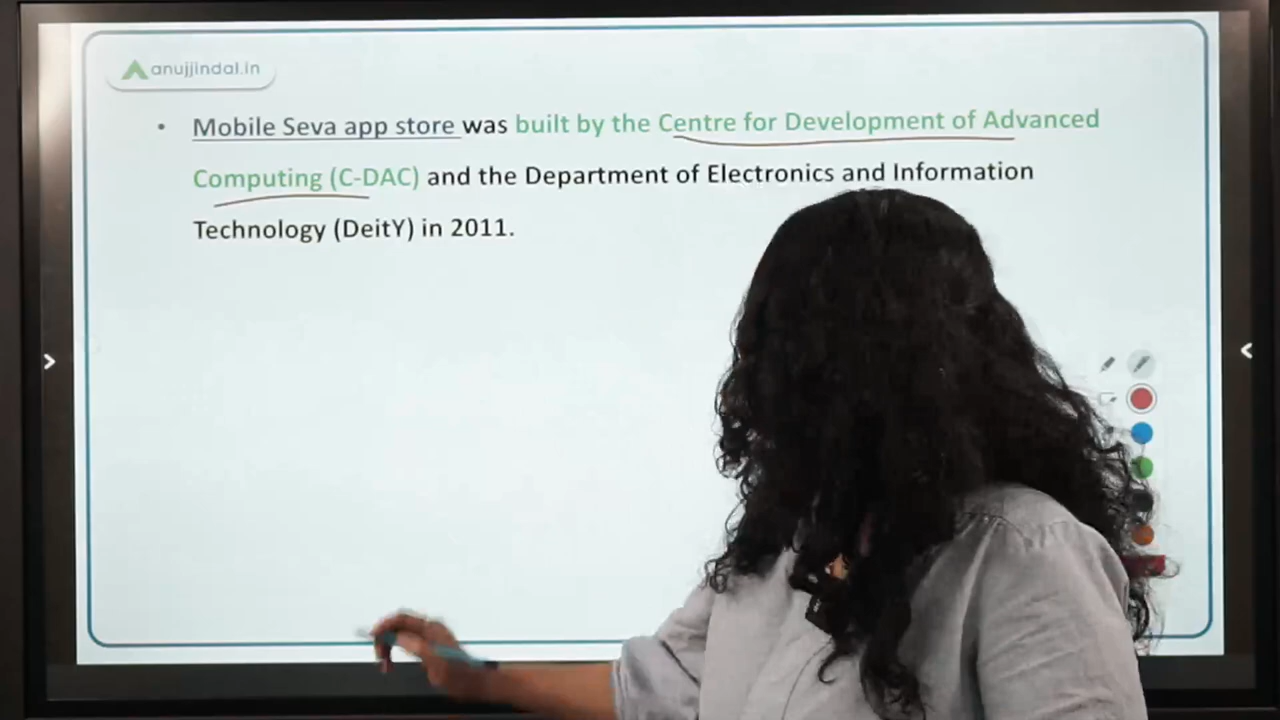 anujjindal.in
• Mobile Seva app store was built by the Centre for Development of Advanced
Computing (C-DAC) and the Department of Electronics and Information
Technology (DeitY) in 2011.